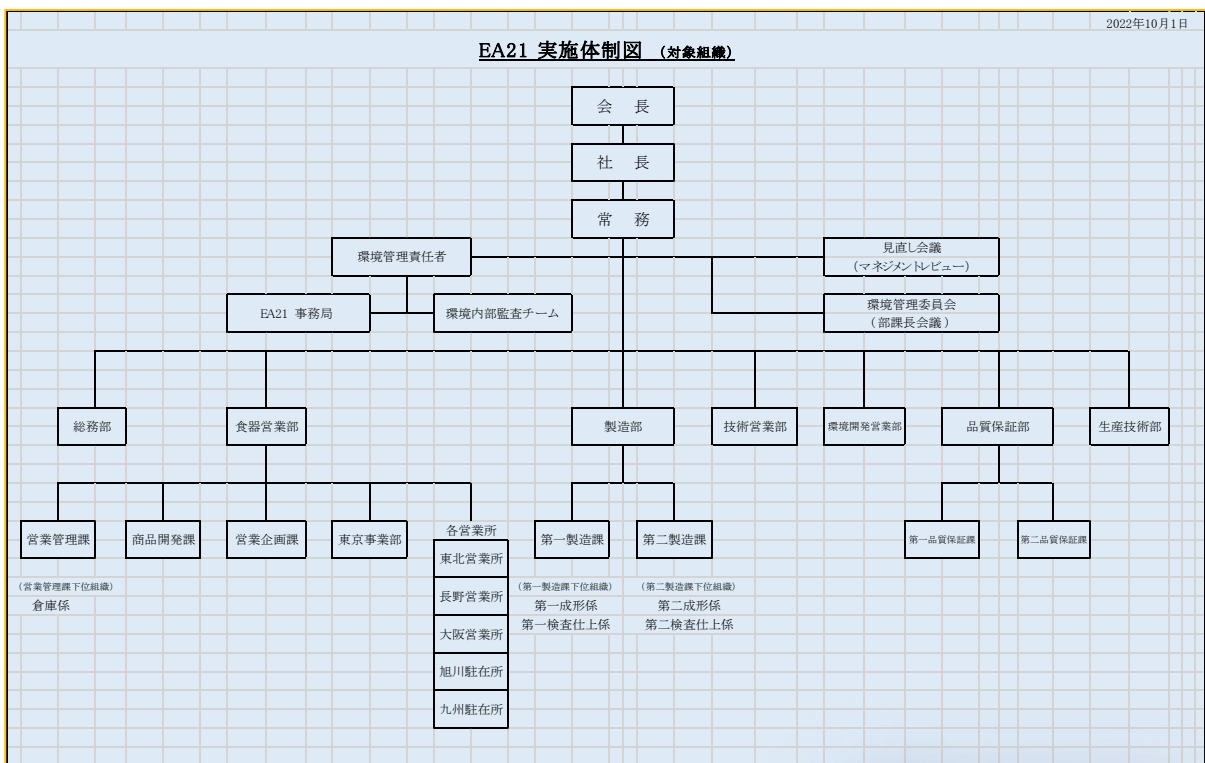 2022年10月1日
EA21 実施体制図 (対象組織)
会 長
社 長
常 務
環境管理責任者
見直し会議
(マネジメントレビュー)
EA21 事務局
環境内部監査チーム
環境管理委員会
(部課長会議)
総務部
食器営業部
製造部
技術営業部
環境開発営業部
品質保証部
生産技術部
営業管理課
商品開発課
営業企画課
東京事業部
各営業所
第一製造課
第二製造課
第一品質保証課
第二品質保証課
東北営業所
長野営業所
大阪営業所
旭川駐在所
九州駐在所
(営業管理課下位組織)
倉庫係
(第一製造課下位組織)
第一成形係
第一検査仕上係
(第二製造課下位組織)
第二成形係
第二検査仕上係